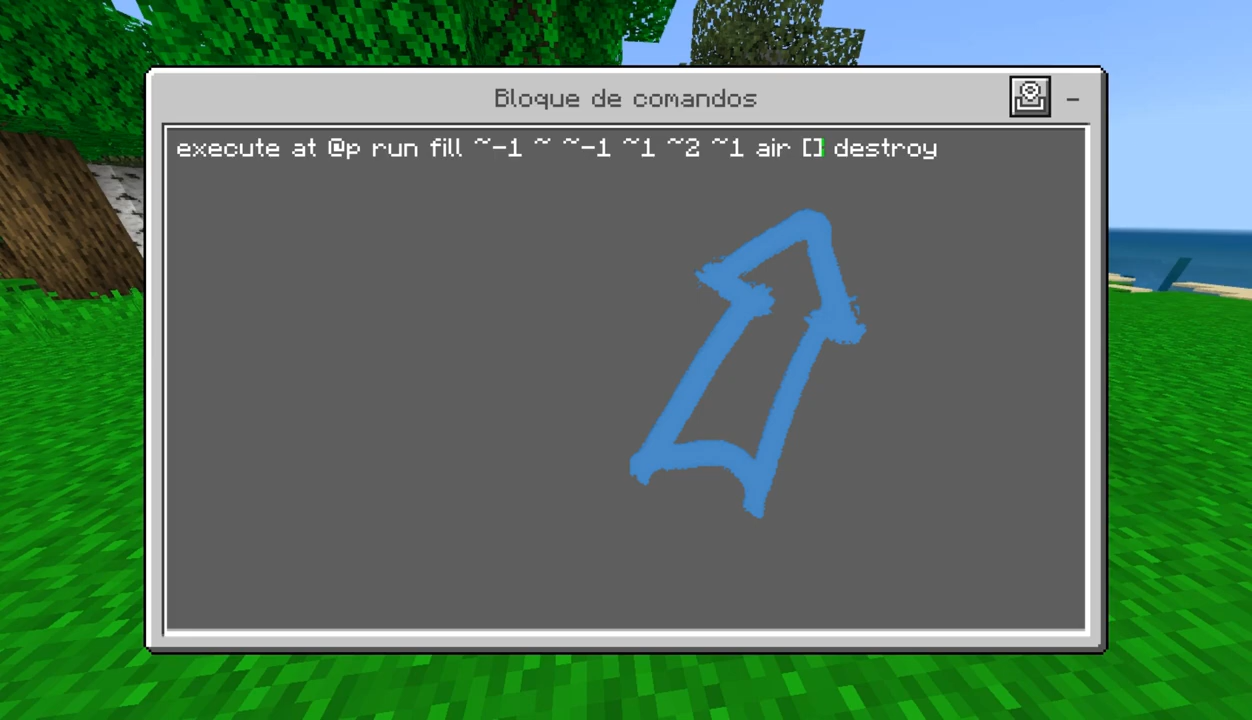 Bloque de comandos
execute at @p run fill ~-1 ~ ~-1 ~1 ~2 ~1 air [] destroy